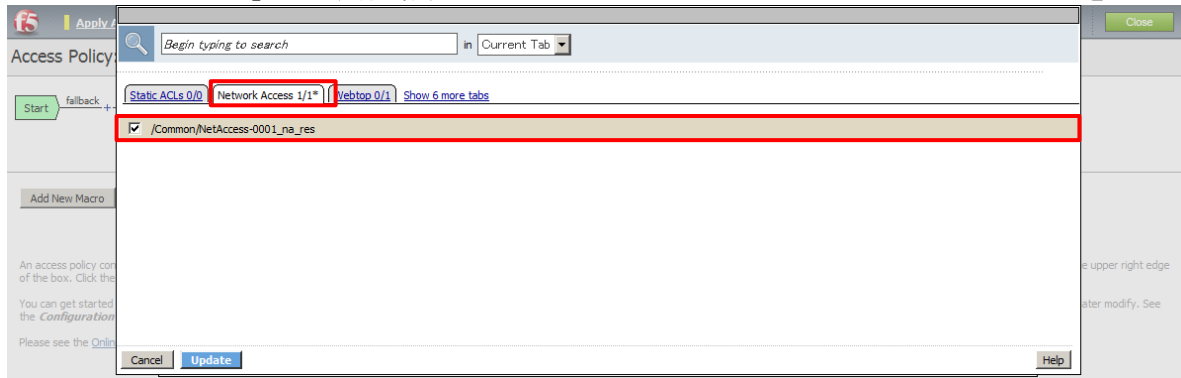 f5
Apply A
Close
Access Policy:
Begin typing to search
in Current Tab
Start
fallback
+
Static ACLs 0/0
Network Access 1/1*
Webtop 0/1
Show 6 more tabs
/Common/NetAccess-0001_na_res
Add New Macro
An access policy con
e upper right edge
of the box. Click the
You can get started
ater modify. See
the Configuration
Please see the Onlin
Cancel
Update
Help